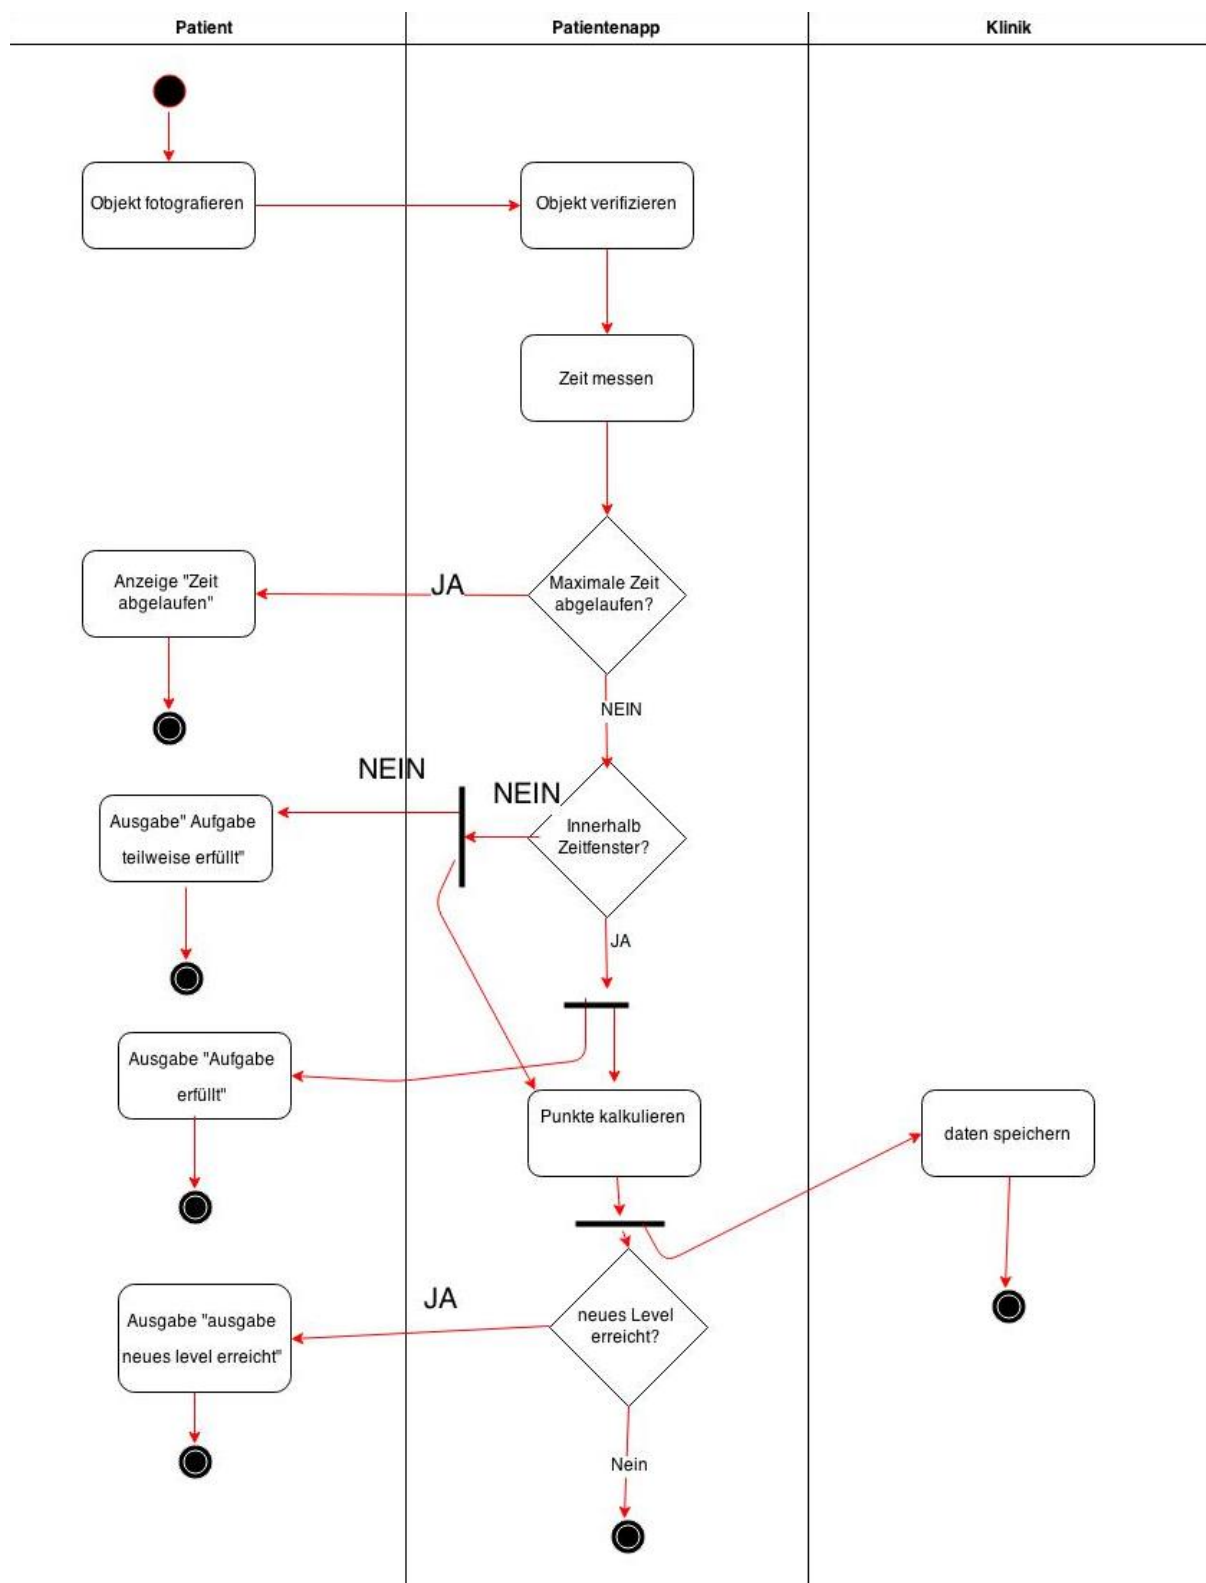 Patient
Patientenapp
Klinik
Objekt fotografieren
Objekt verifizieren
Zeit messen
Anzeige "Zeit
abgelaufen"
JA
Maximale Zeit
abgelaufen?
NEIN
NEIN
NEIN
Ausgabe" Aufgabe
teilweise erfüllt"
Innerhalb
Zeitfenster?
JA
Ausgabe "Aufgabe
erfüllt"
Punkte kalkulieren
daten speichern
JA
Ausgabe "ausgabe
neues level erreicht"
neues Level
erreicht?
Nein